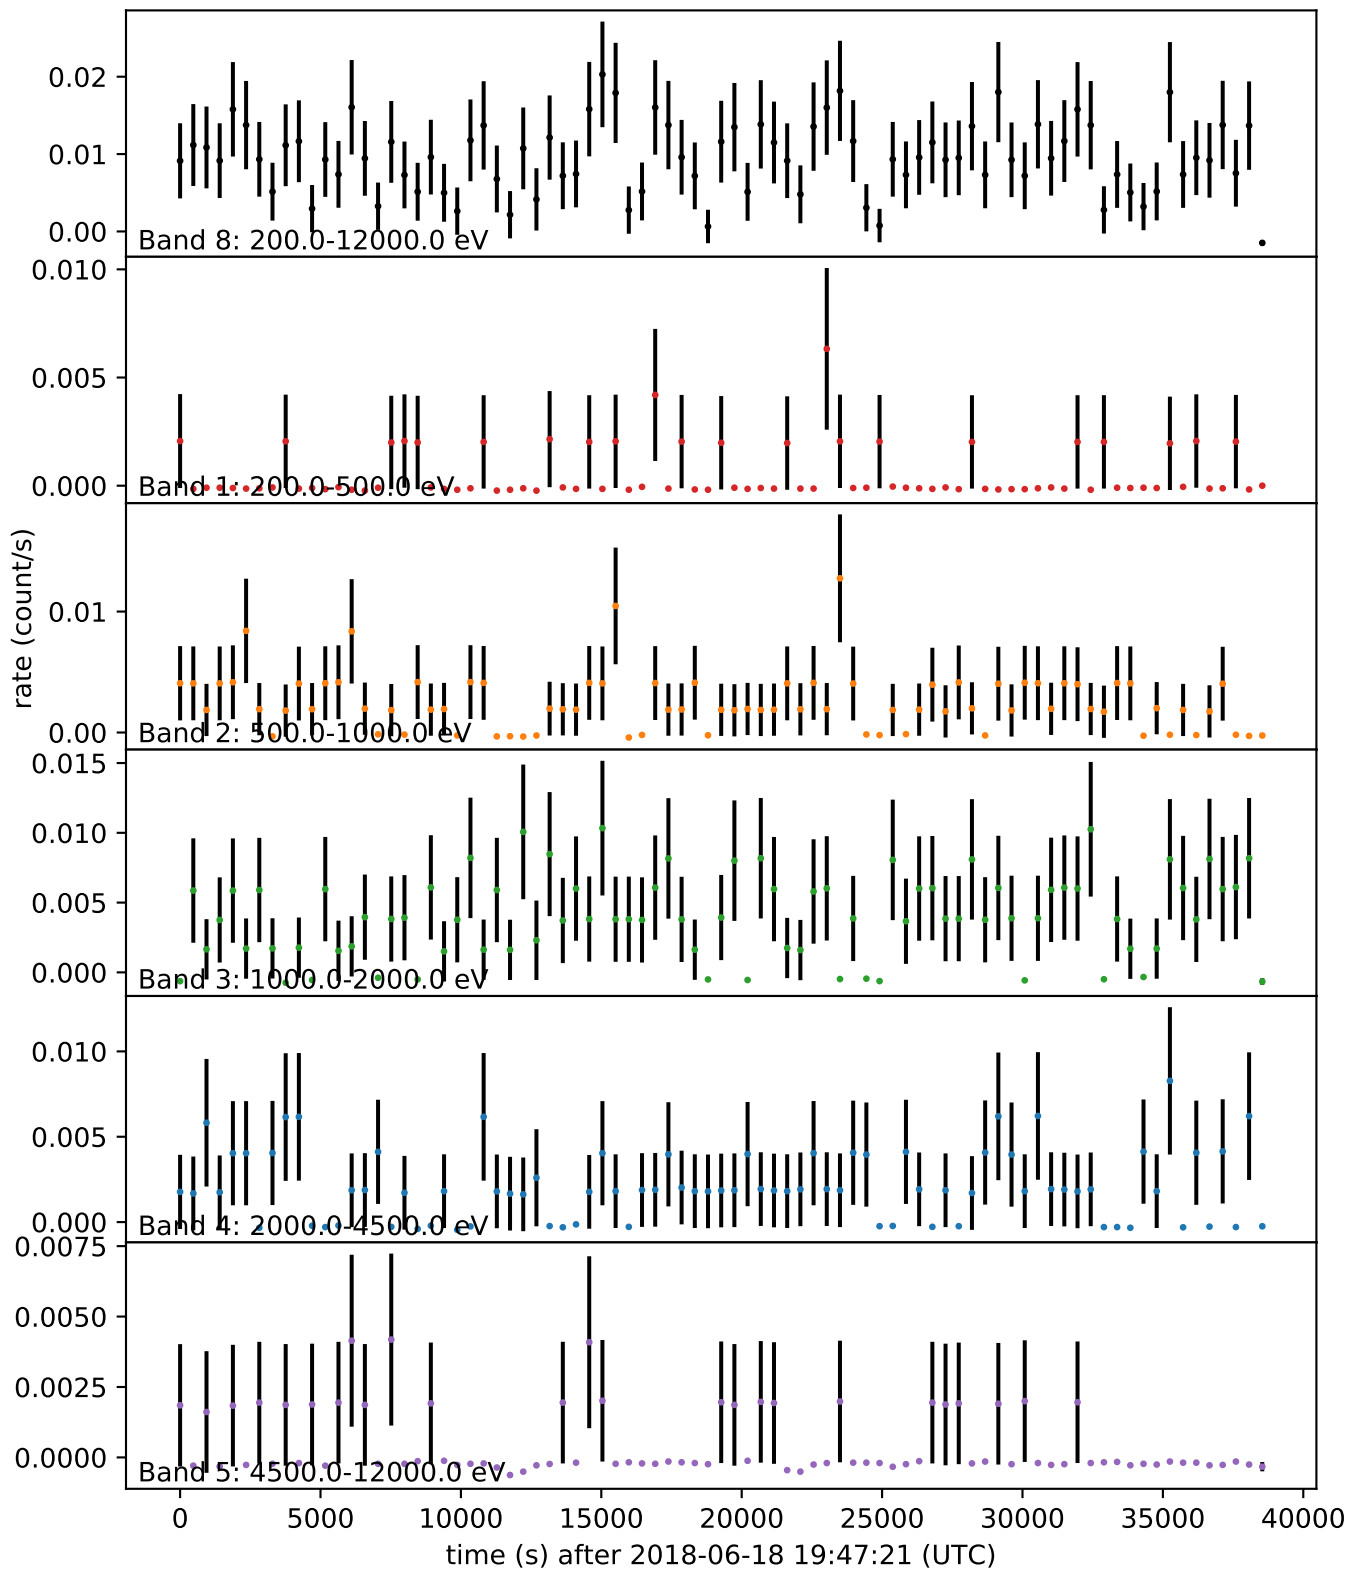 0.02
0.01
0.00
Band 8: 200.0-12000.0 eV
0.010
0.005
0.000
Band 1: 200.0-500.0 eV
rate (count/s)
0.01
0.00
Band 2: 500.0-1000.0 eV
0.015
0.010
0.005
0.000
Band 3: 1000.0-2000.0 eV
0.010
0.005
0.000
Band 4: 2000.0-4500.0 eV
0.0075
0.0050
0.0025
0.0000
Band 5: 4500.0-12000.0 eV
0 5000 10000 15000 20000 25000 30000 35000 40000
time (s) after 2018-06-18 19:47:21 (UTC)